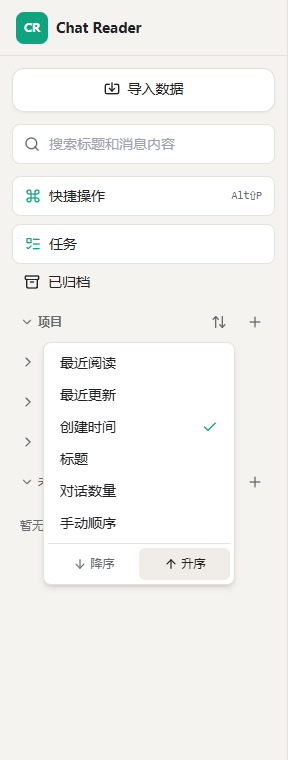 CR Chat Reader
导入数据
搜索标题和消息内容
快捷操作 Alt⇧P
任务
已归档
项目
最近阅读
最近更新
创建时间
标题
对话数量
手动顺序
暂无
↓ 降序 ↑ 升序